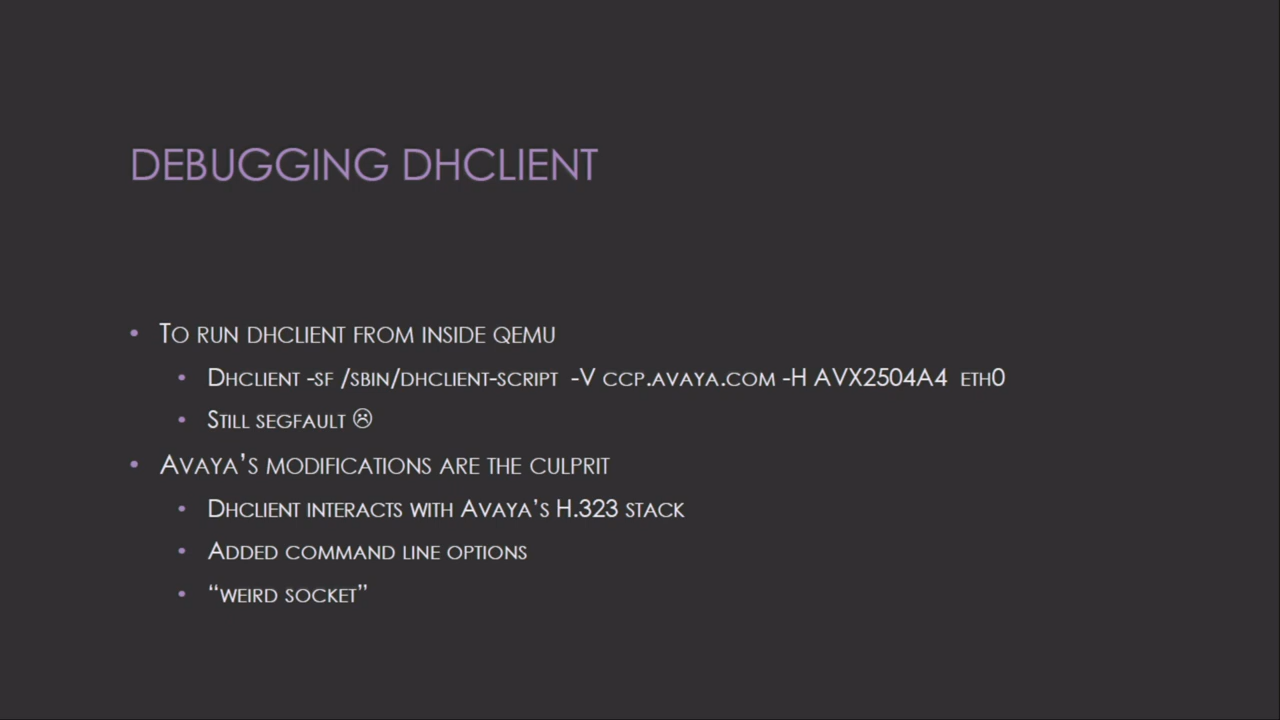 DEBUGGING DHCLIENT
• To run dhclient from inside qemu
• Dhclient -sf /sbin/dhclient-script -V ccp.avaya.com -H AVX2504A4 eth0
• Still segfault ☹
• Avaya’s modifications are the culprit
• Dhclient interacts with Avaya’s H.323 stack
• Added command line options
• “weird socket”